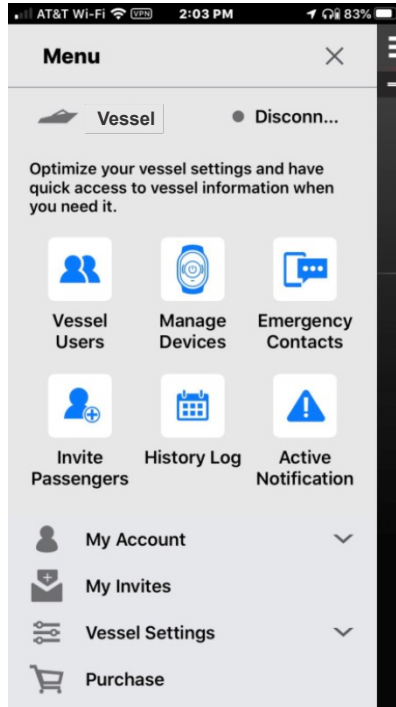 AT&T Wi-Fi VPN 2:03 PM 83%
Menu
Vessel Disconn...
Optimize your vessel settings and have
quick access to vessel information when
you need it.
Vessel Manage Emergency
Users Devices Contacts
Invite History Log Active
Passengers Notification
My Account
My Invites
Vessel Settings
Purchase